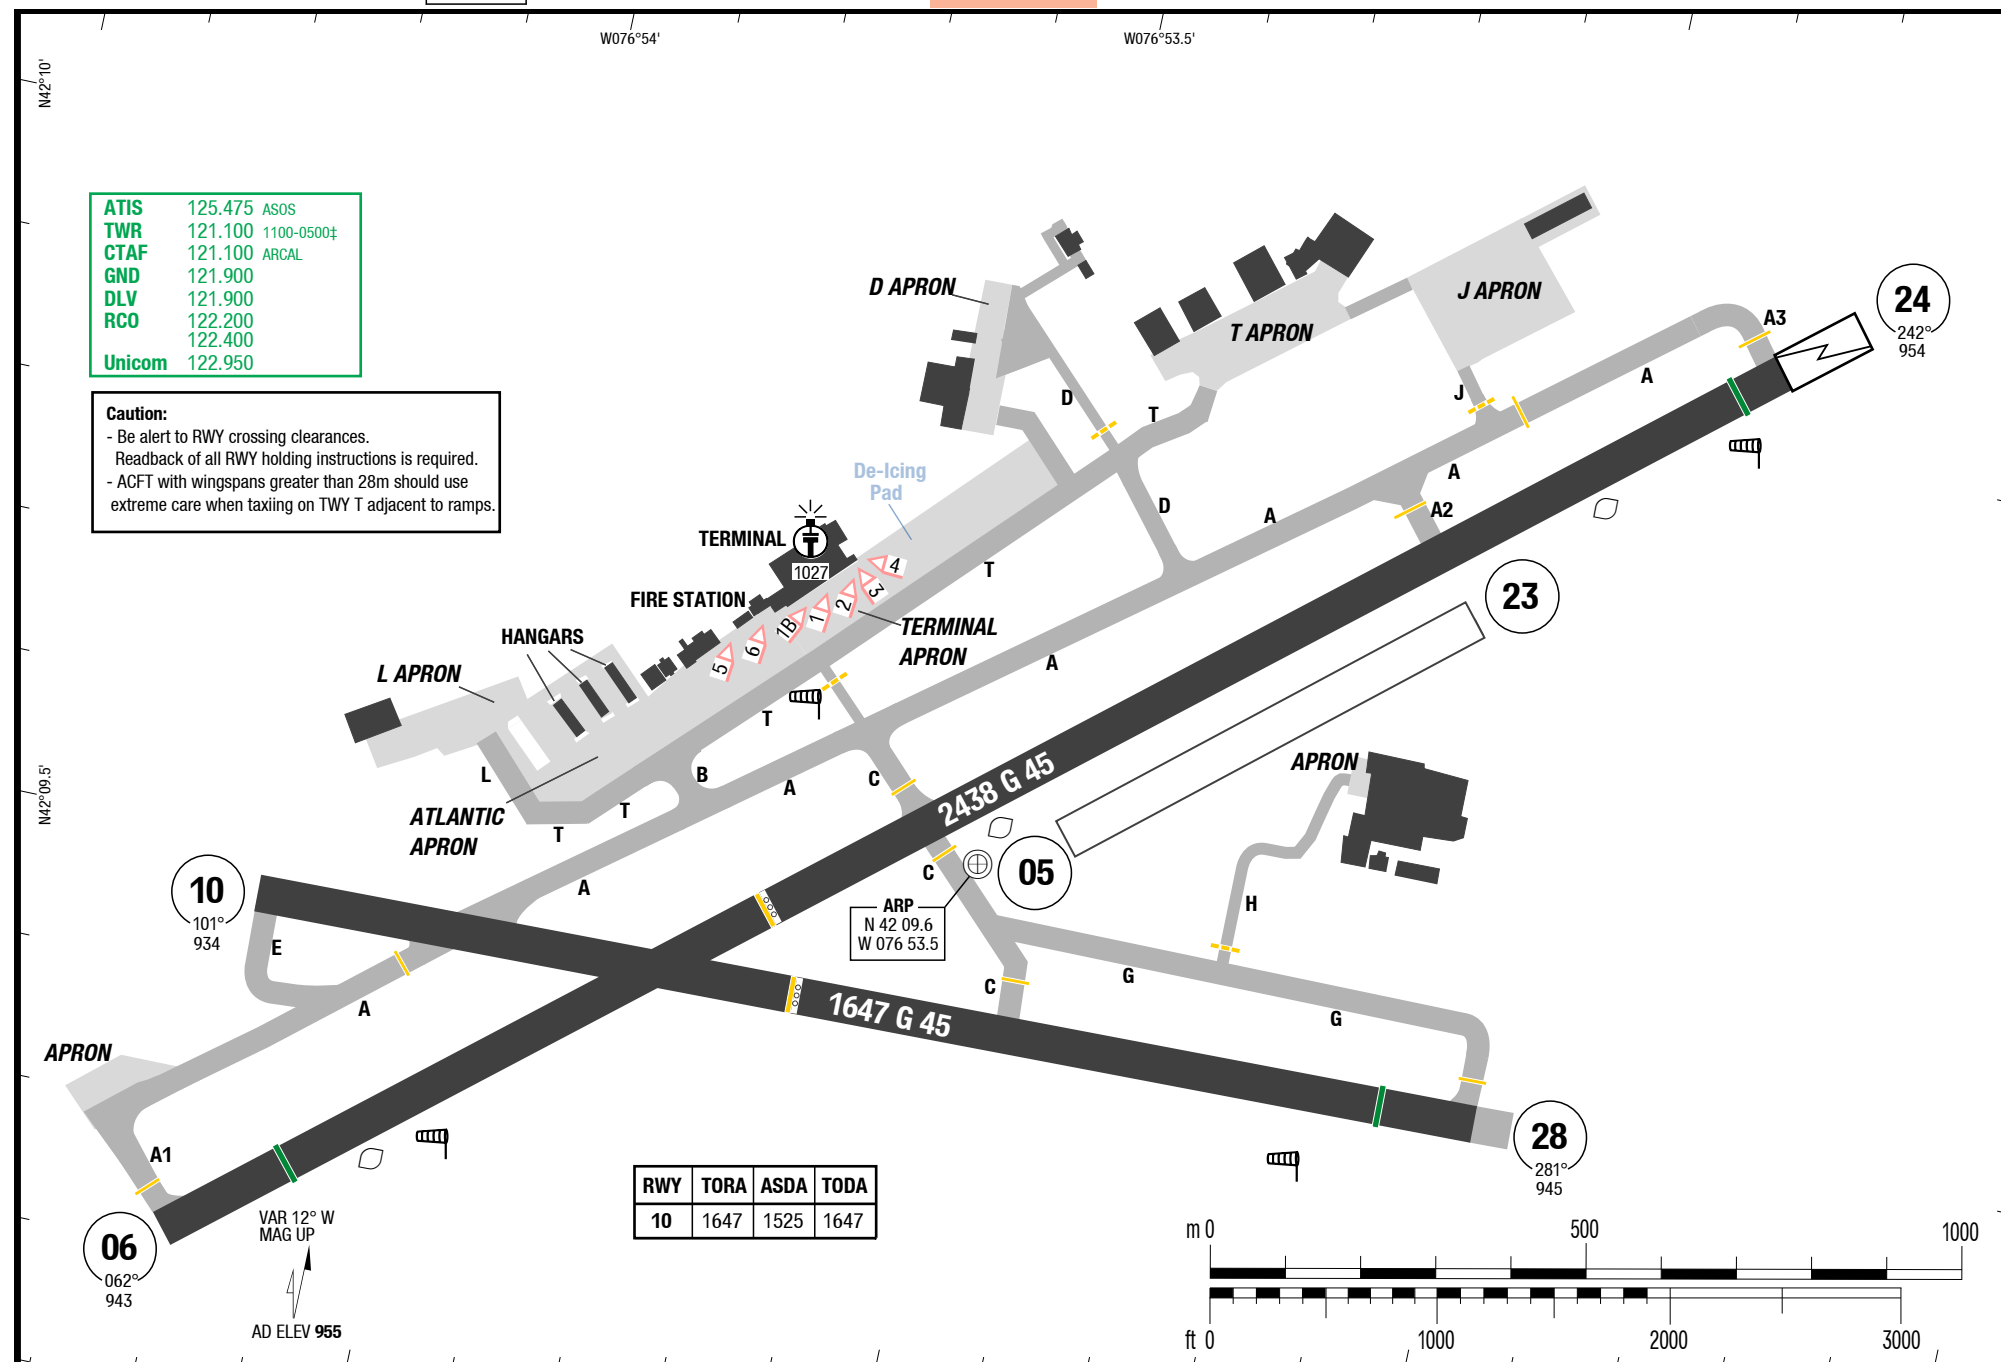 W076°54'
W076°53.5'
N42°10'
ATIS 125.475 ASOS
TWR 121.100 1100-0500‡
CTAF 121.100 ARCAL
GND 121.900
DLV 121.900
RCO 122.200
122.400
Unicom 122.950
Caution:
- Be alert to RWY crossing clearances.
Readback of all RWY holding instructions is required.
- ACFT with wingspans greater than 28m should use
extreme care when taxiing on TWY T adjacent to ramps.
D APRON
J APRON
T APRON
A3
24
242°
954
A
J
D
T
De-Icing
Pad
A
A2
D
A
TERMINAL
1027
T
4
3
2
1
1B
6
5
FIRE STATION
TERMINAL
APRON
23
HANGARS
L APRON
A
T
L
B
A
C
2438 G 45
APRON
N42°09.5'
ATLANTIC
APRON
T
T
10
101°
934
A
C
05
ARP
N 42 09.6
W 076 53.5
H
E
A
C
G
1647 G 45
G
APRON
A1
28
281°
945
06
062°
943
VAR 12° W
MAG UP
AD ELEV 955
RWY TORA ASDA TODA
10 1647 1525 1647
m 0 500 1000
ft 0 1000 2000 3000